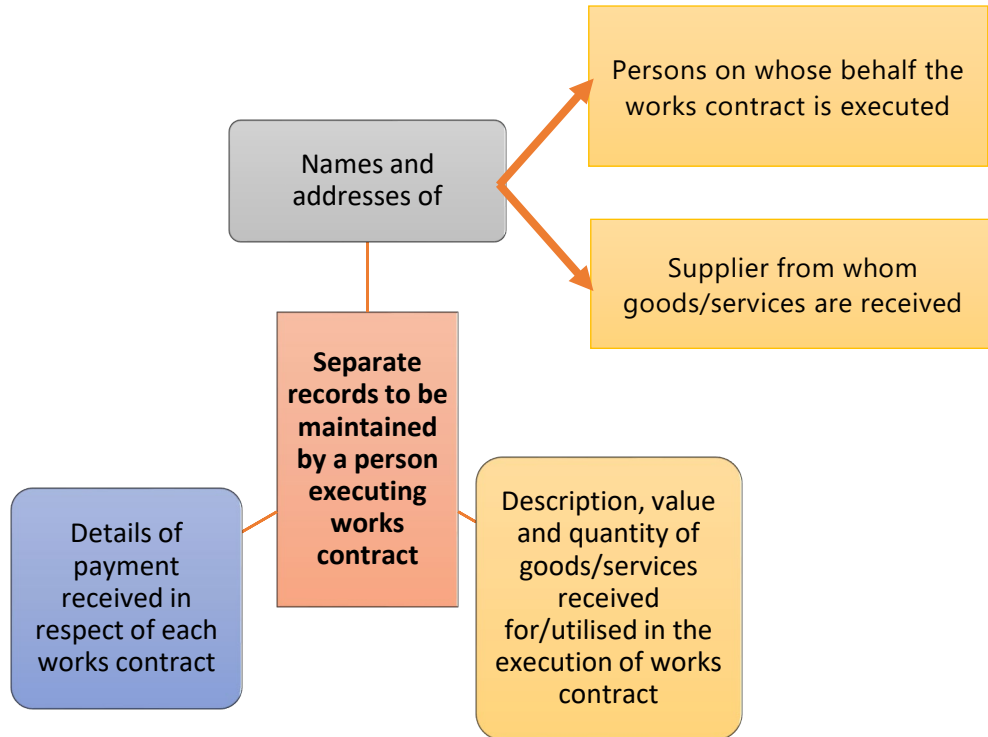 Names and
addresses of
Persons on whose behalf the
works contract is executed
Supplier from whom
goods/services are received
Separate
records to be
maintained
by a person
executing
works
contract
Details of
payment
received in
respect of each
works contract
Description, value
and quantity of
goods/services
received
for/utilised in the
execution of works
contract